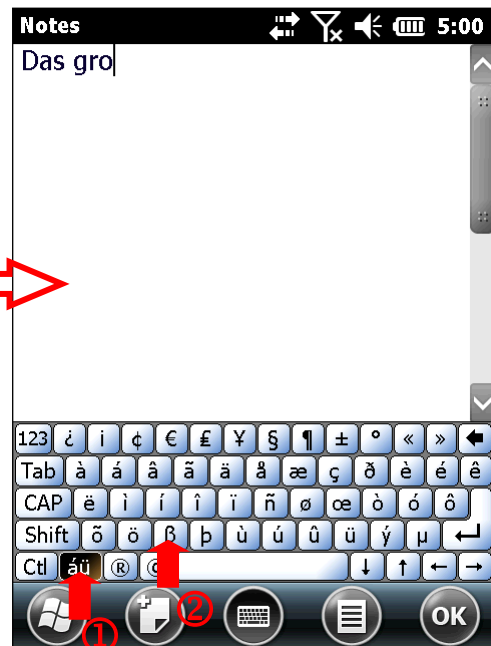 Notes 5:00
Das gro
123 ¿ ¡ ¢ € £ ¥ § ¶ ± ° « »
Tab à á â ã ä å æ ç ð è é ê
CAP ë ì í î ï ñ ø œ ò ó ô
Shift õ ö ß þ ù ú û ü ý µ
Ctl áü ® ↓ ↑ ← →
① ② OK